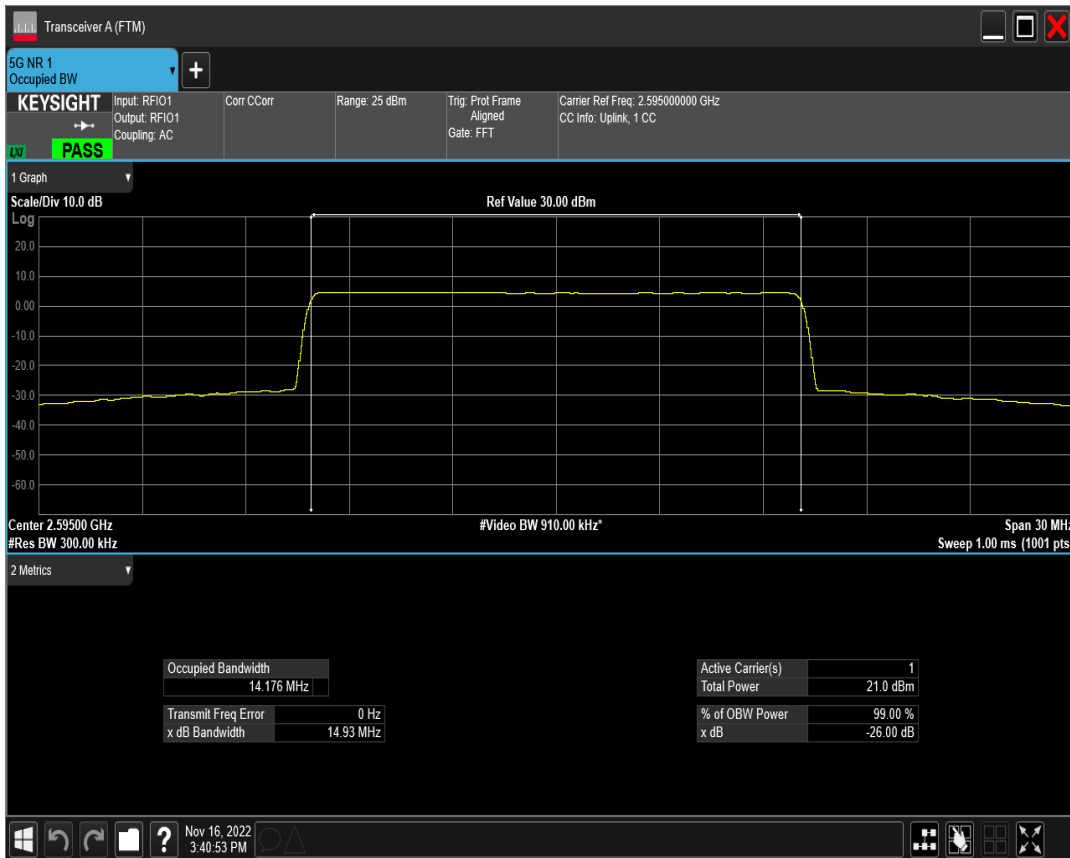 Transceiver A (FTM)
5G NR 1
Occupied BW
+
KEYSIGHT
LXI
PASS
Input: RFIO1
Output: RFIO1
Coupling: AC
Corr CCorr
Range: 25 dBm
Trig: Prot Frame
Aligned
Gate: FFT
Carrier Ref Freq: 2.595000000 GHz
CC Info: Uplink, 1 CC
1 Graph
Scale/Div 10.0 dB
Ref Value 30.00 dBm
Log
20.0
10.0
0.00
-10.0
-20.0
-30.0
-40.0
-50.0
-60.0
Center 2.59500 GHz
#Video BW 910.00 kHz*
Span 30 MHz
#Res BW 300.00 kHz
Sweep 1.00 ms (1001 pts
2 Metrics
Occupied Bandwidth
14.176 MHz
Transmit Freq Error 0 Hz
x dB Bandwidth 14.93 MHz
Active Carrier(s) 1
Total Power 21.0 dBm
% of OBW Power 99.00 %
x dB -26.00 dB
?
Nov 16, 2022
3:40:53 PM